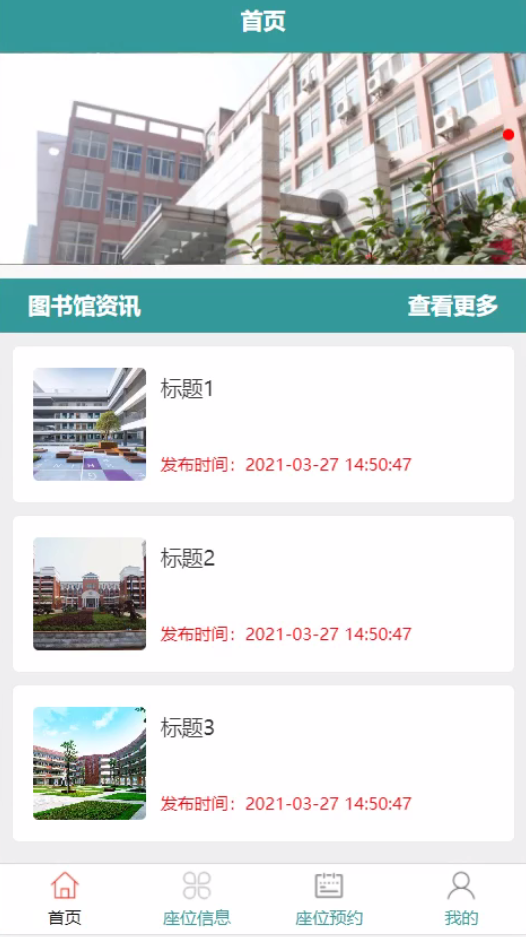 首页
图书馆资讯 查看更多
标题1
发布时间：2021-03-27 14:50:47
标题2
发布时间：2021-03-27 14:50:47
标题3
发布时间：2021-03-27 14:50:47
首页 座位信息 座位预约 我的